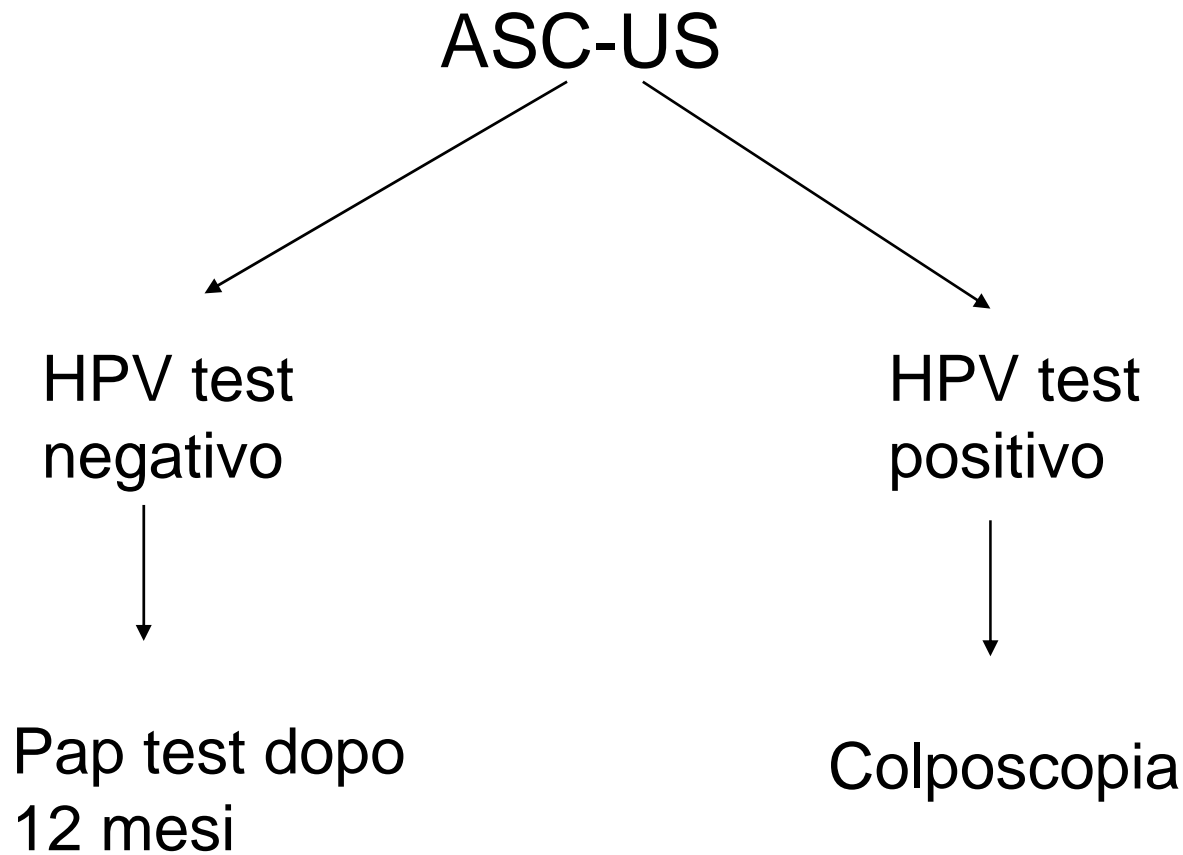 ASC-US
HPV test
negativo
HPV test
positivo
Pap test dopo
12 mesi
Colposcopia